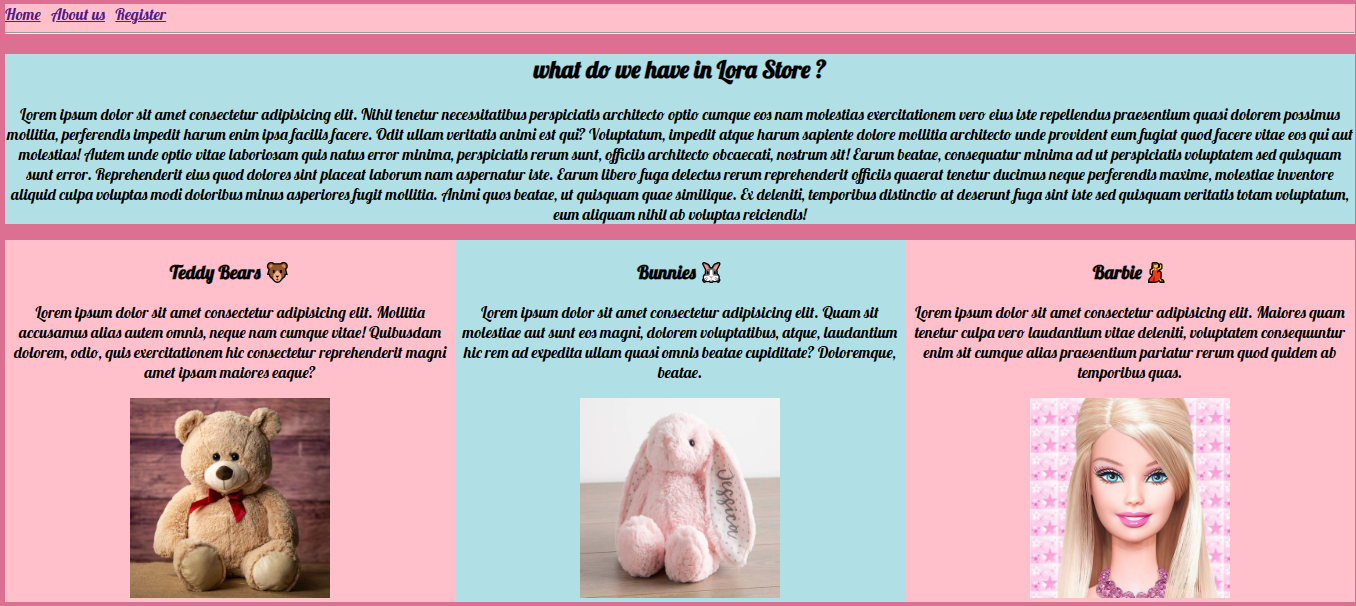 Home About us Register
what do we have in Lora Store ?
Lorem ipsum dolor sit amet consectetur adipisicing elit. Nihil tenetur necessitatibus perspiciatis architecto optio cumque eos nam molestias exercitationem vero eius iste repellendus praesentium quasi dolorem possimus
mollitia, perferendis impedit harum enim ipsa facilis facere. Odit ullam veritatis animi est qui? Voluptatum, impedit atque harum sapiente dolore mollitia architecto unde provident eum fugiat quod facere vitae eos qui aut
molestias! Autem unde optio vitae laboriosam quis natus error minima, perspiciatis rerum sunt, officiis architecto obcaecati, nostrum sit! Earum beatae, consequatur minima ad ut perspiciatis voluptatem sed quisquam
sunt error. Reprehenderit eius quod dolores sint placeat laborum nam aspernatur iste. Earum libero fuga delectus rerum reprehenderit officiis quaerat tenetur ducimus neque perferendis maxime, molestiae inventore
aliquid culpa voluptas modi doloribus minus asperiores fugit mollitia. Animi quos beatae, ut quisquam quae similique. Ex deleniti, temporibus distinctio at deserunt fuga sint iste sed quisquam veritatis totam voluptatum,
eum aliquam nihil ab voluptas reiciendis!
Teddy Bears 🐻
Lorem ipsum dolor sit amet consectetur adipisicing elit. Mollitia
accusamus alias autem omnis, neque nam cumque vitae! Quibusdam
dolorem, odio, quis exercitationem hic consectetur reprehenderit magni
amet ipsam maiores eaque?
Bunnies 🐰
Lorem ipsum dolor sit amet consectetur adipisicing elit. Quam sit
molestiae aut sunt eos magni, dolorem voluptatibus, atque, laudantium
hic rem ad expedita ullam quasi omnis beatae cupiditate? Doloremque,
beatae.
Jessica
Barbie 💃
Lorem ipsum dolor sit amet consectetur adipisicing elit. Maiores quam
tenetur culpa vero laudantium vitae deleniti, voluptatem consequuntur
enim sit cumque alias praesentium pariatur rerum quod quidem ab
temporibus quas.